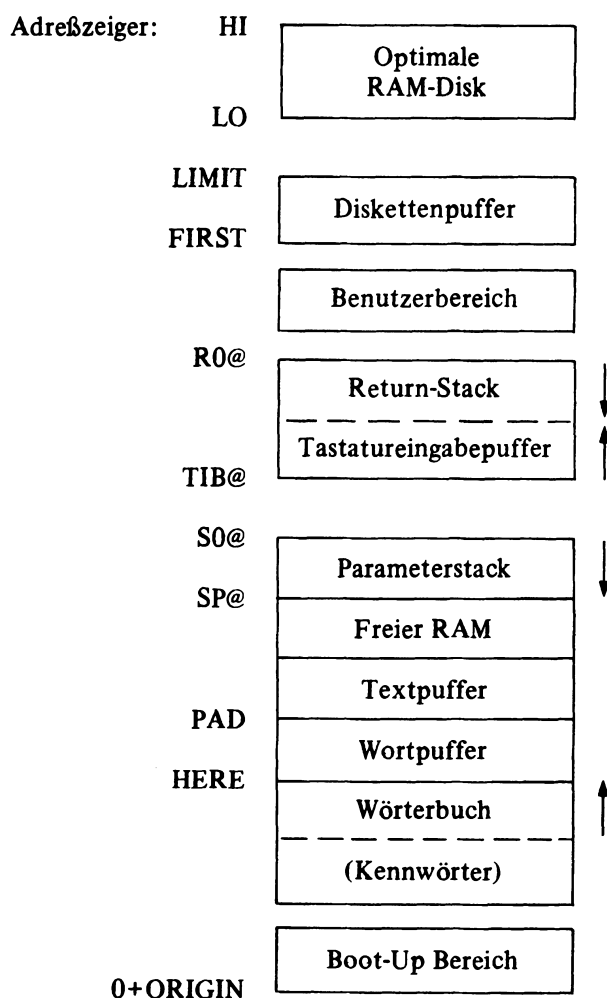 Adreßzeiger: HI
Optimale
RAM-Disk
LO
LIMIT
Diskettenpuffer
FIRST
Benutzerbereich
R0@
Return-Stack
Tastatureingabepuffer
TIB@
S0@
Parameterstack
SP@
Freier RAM
Textpuffer
PAD
Wortpuffer
HERE
Wörterbuch
(Kennwörter)
Boot-Up Bereich
0+ORIGIN